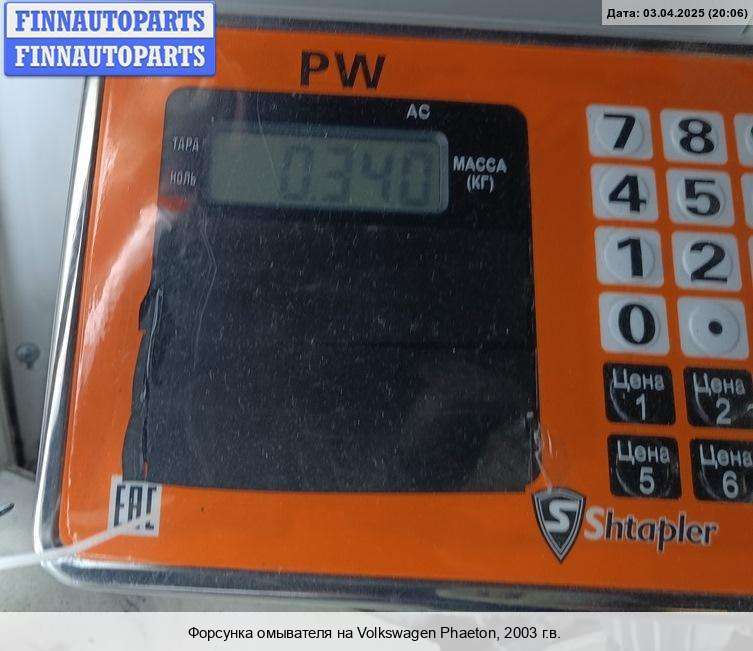 FINNAUTOPARTS
FINNAUTOPARTS
Дата: 03.04.2025 (20:06)
PW
AC
ТАРА
НОЛЬ
0.340
МАССА
(КГ)
7 8
4 5
1 2
0 .
Цена 1
Цена 2
Цена 5
Цена 6
EAC
S Shtapler
Форсунка омывателя на Volkswagen Phaeton, 2003 г.в.